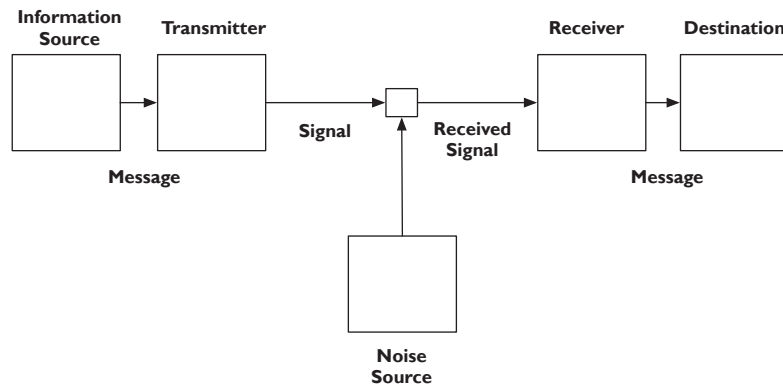 Information
Source
Transmitter
Receiver
Destination
Signal
Received
Signal
Message
Message
Noise
Source